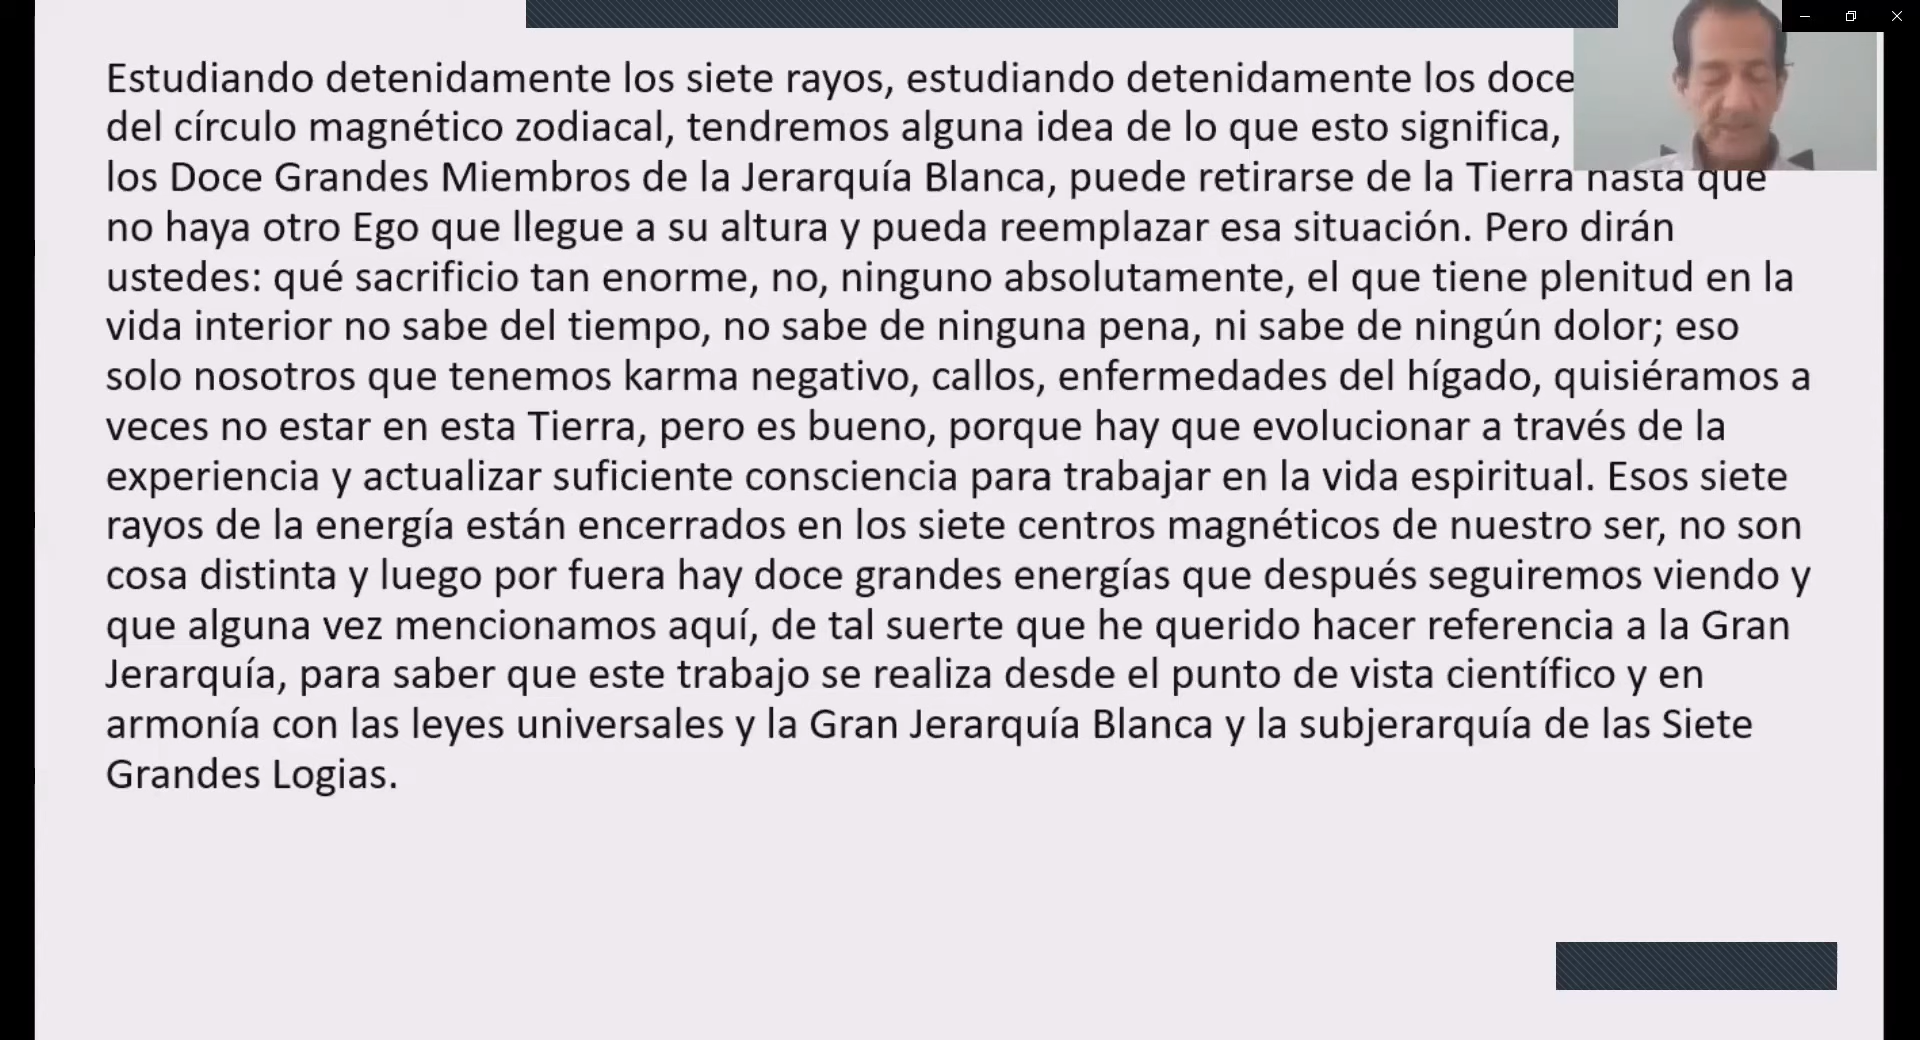 Estudiando detenidamente los siete rayos, estudiando detenidamente los doce
del círculo magnético zodiacal, tendremos alguna idea de lo que esto significa,
los Doce Grandes Miembros de la Jerarquía Blanca, puede retirarse de la Tierra hasta que
no haya otro Ego que llegue a su altura y pueda reemplazar esa situación. Pero dirán
ustedes: qué sacrificio tan enorme, no, ninguno absolutamente, el que tiene plenitud en la
vida interior no sabe del tiempo, no sabe de ninguna pena, ni sabe de ningún dolor; eso
solo nosotros que tenemos karma negativo, callos, enfermedades del hígado, quisiéramos a
veces no estar en esta Tierra, pero es bueno, porque hay que evolucionar a través de la
experiencia y actualizar suficiente consciencia para trabajar en la vida espiritual. Esos siete
rayos de la energía están encerrados en los siete centros magnéticos de nuestro ser, no son
cosa distinta y luego por fuera hay doce grandes energías que después seguiremos viendo y
que alguna vez mencionamos aquí, de tal suerte que he querido hacer referencia a la Gran
Jerarquía, para saber que este trabajo se realiza desde el punto de vista científico y en
armonía con las leyes universales y la Gran Jerarquía Blanca y la subjerarquía de las Siete
Grandes Logias.